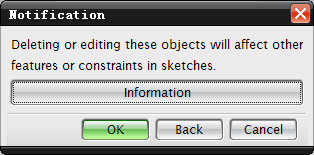 Notification
Deleting or editing these objects will affect other
features or constraints in sketches.
Information
OK Back Cancel